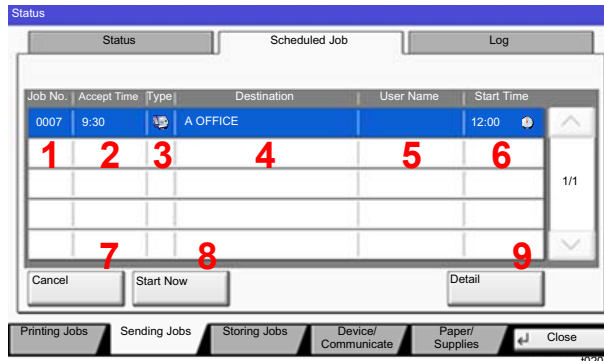 Status
Status Scheduled Job Log
Job No. Accept Time Type Destination User Name Start Time
0007 9:30 A OFFICE 12:00
1 2 3 4 5 6
1/1
7 8 9
Cancel Start Now Detail
Printing Jobs Sending Jobs Storing Jobs Device/ Paper/
Communicate Supplies Close